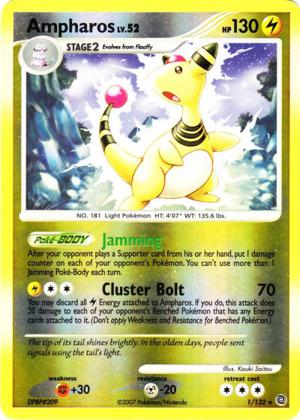 Ampharos LV.52 HP 130
STAGE2 Evolves from Flaaffy
NO. 181 Light Pokémon HT: 4'07" WT: 135.6 lbs.
Poké-BODY Jamming
After your opponent plays a Supporter card from his or her hand, put 1 damage
counter on each of your opponent's Pokémon. You can't use more than 1
Jamming Poké-Body each turn.
Cluster Bolt 70
You may discard all Energy attached to Ampharos. If you do, this attack does
20 damage to each of your opponent's Benched Pokémon that has any Energy
cards attached to it. (Don't apply Weakness and Resistance for Benched Pokémon.)
The tip of its tail shines brightly. In the olden days, people sent
signals using the tail's light.
Illus. Kouki Saitou
weakness resistance retreat cost
+30 -20
DPBP#209 ©2007 Pokémon/Nintendo 1/132